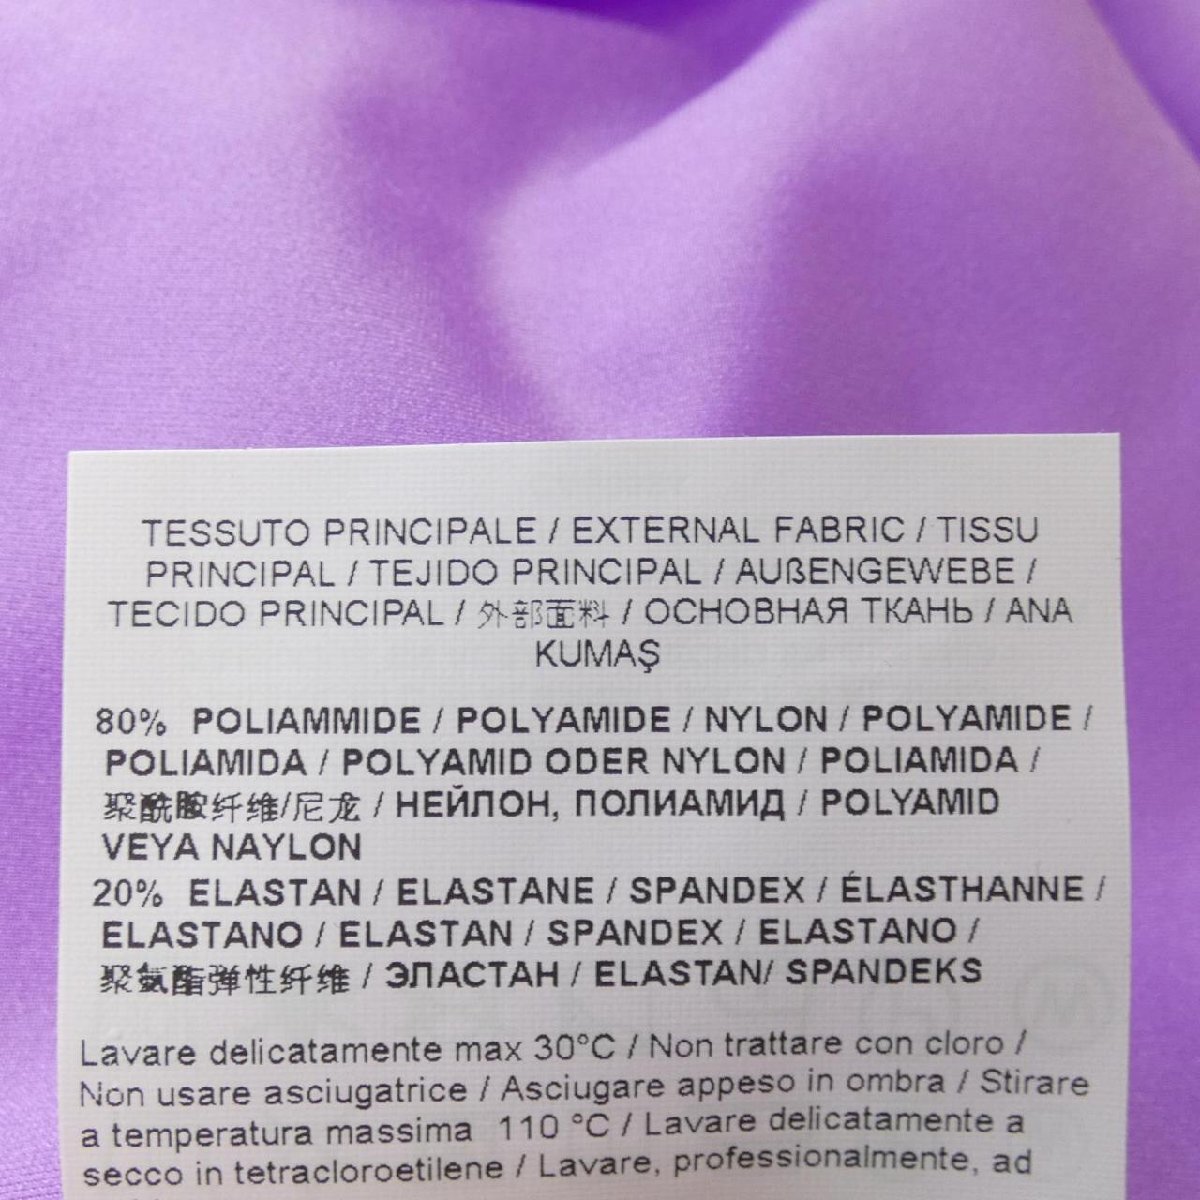 TESSUTO PRINCIPALE / EXTERNAL FABRIC / TISSU
PRINCIPAL / TEJIDO PRINCIPAL / AUßENGEWEBE /
TECIDO PRINCIPAL / 外部面料 / ОСНОВНАЯ ТКАНЬ / ANA
KUMAŞ
80% POLIAMMIDE / POLYAMIDE / NYLON / POLYAMIDE /
POLIAMIDA / POLYAMID ODER NYLON / POLIAMIDA /
聚酰胺纤维/尼龙 / НЕЙЛОН, ПОЛИАМИД / POLYAMID
VEYA NAYLON
20% ELASTAN / ELASTANE / SPANDEX / ÉLASTHANNE /
ELASTANO / ELASTAN / SPANDEX / ELASTANO /
聚氨酯弹性纤维 / ЭЛАСТАН / ELASTAN/ SPANDEKS
Lavare delicatamente max 30°C / Non trattare con cloro /
Non usare asciugatrice / Asciugare appeso in ombra / Stirare
a temperatura massima 110 °C / Lavare delicatamente a
secco in tetracloroetilene / Lavare, professionalmente, ad